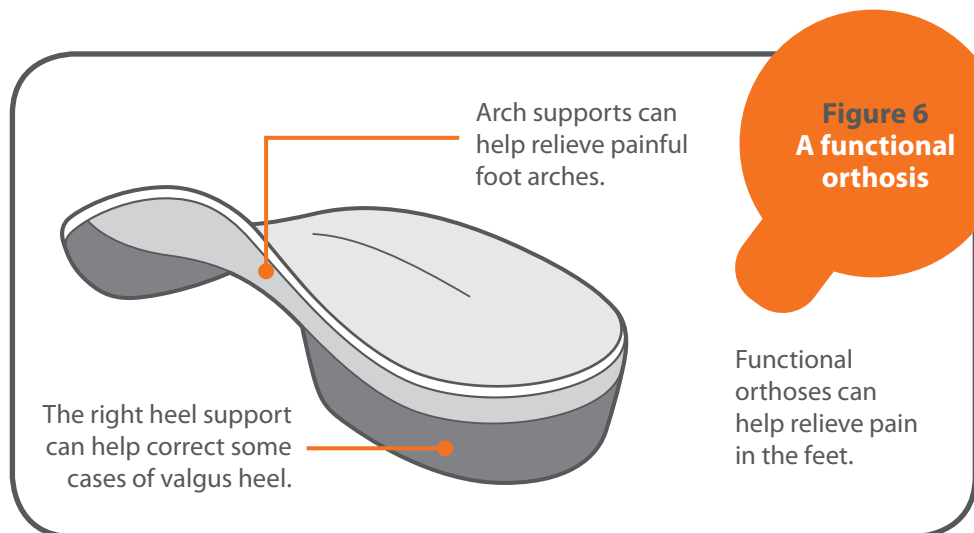 Figure 6
A functional
orthosis
Arch supports can
help relieve painful
foot arches.
The right heel support
can help correct some
cases of valgus heel.
Functional
orthoses can
help relieve pain
in the feet.